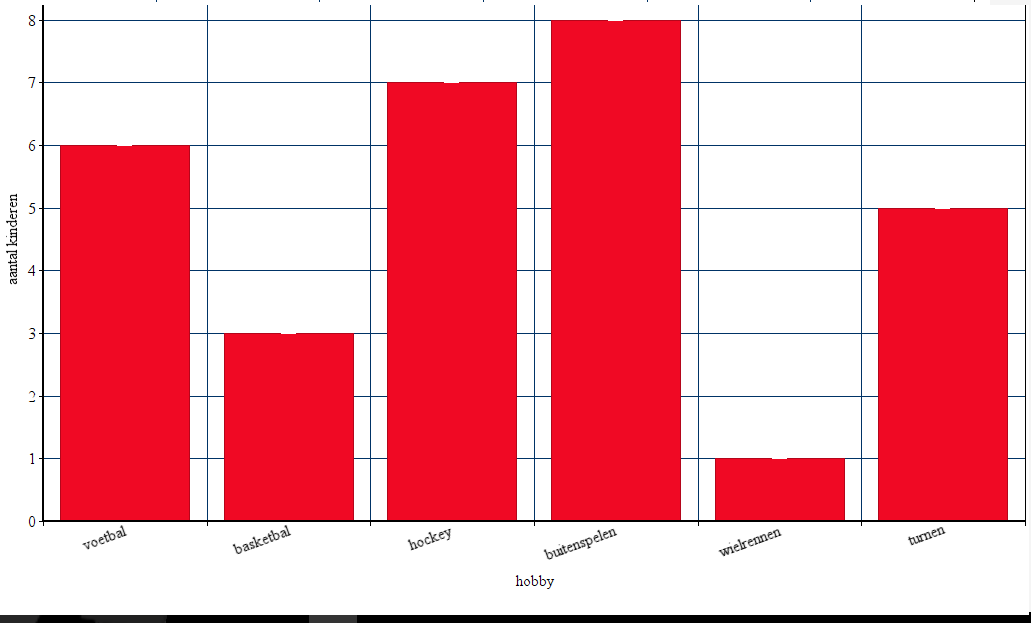 8
7
6
5
4
3
2
1
0
aantal kinderen
voetbal
basketbal
hockey
buitenspelen
wielrennen
turnen
hobby